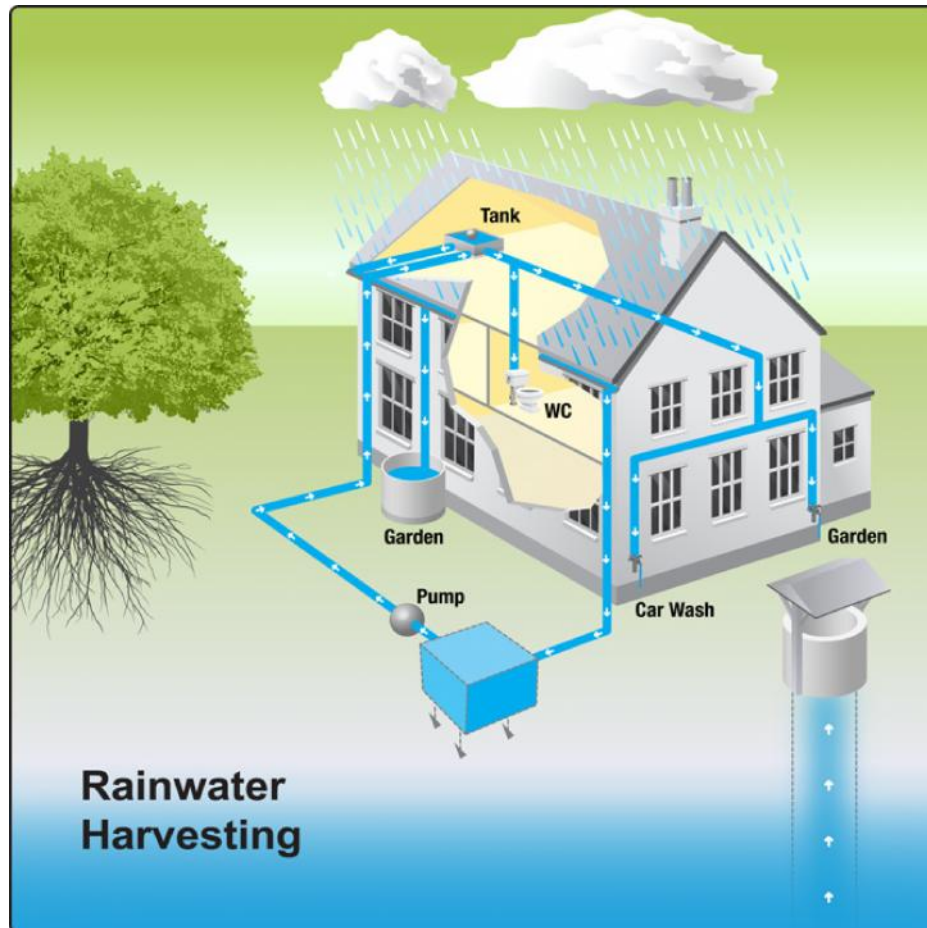 Tank
WC
Garden
Garden
Pump
Car Wash
Rainwater
Harvesting